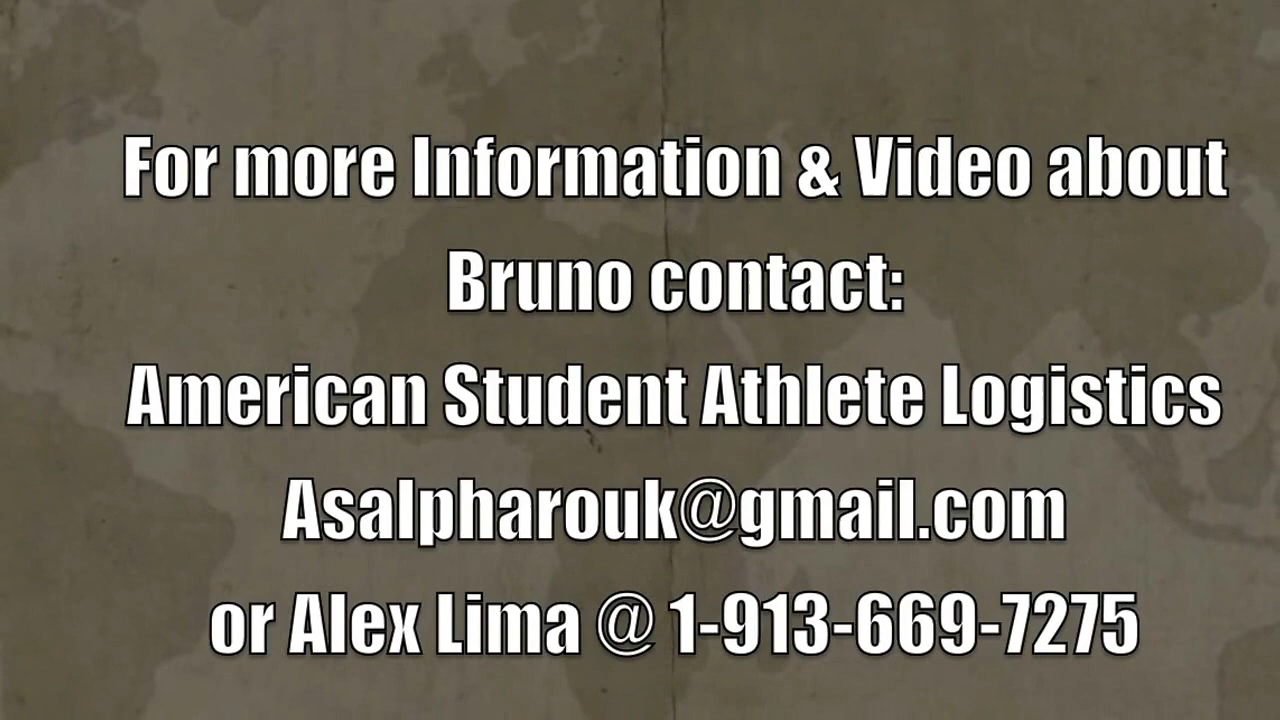 For more Information & Video about
Bruno contact:
American Student Athlete Logistics
Asalpharouk@gmail.com
or Alex Lima @ 1-913-669-7275